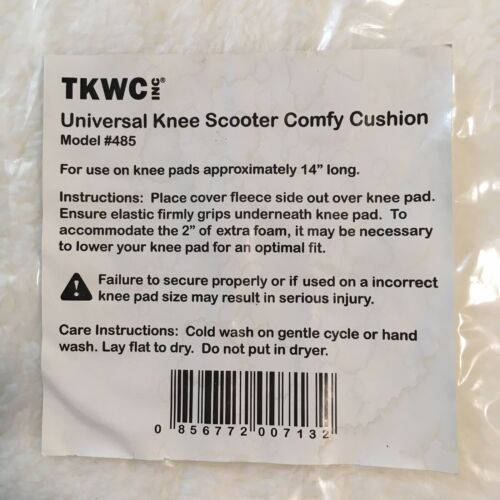 TKWC INC®
Universal Knee Scooter Comfy Cushion
Model #485
For use on knee pads approximately 14” long.
Instructions: Place cover fleece side out over knee pad.
Ensure elastic firmly grips underneath knee pad. To
accommodate the 2” of extra foam, it may be necessary
to lower your knee pad for an optimal fit.
Failure to secure properly or if used on a incorrect
knee pad size may result in serious injury.
Care Instructions: Cold wash on gentle cycle or hand
wash. Lay flat to dry. Do not put in dryer.
0 856772 007132